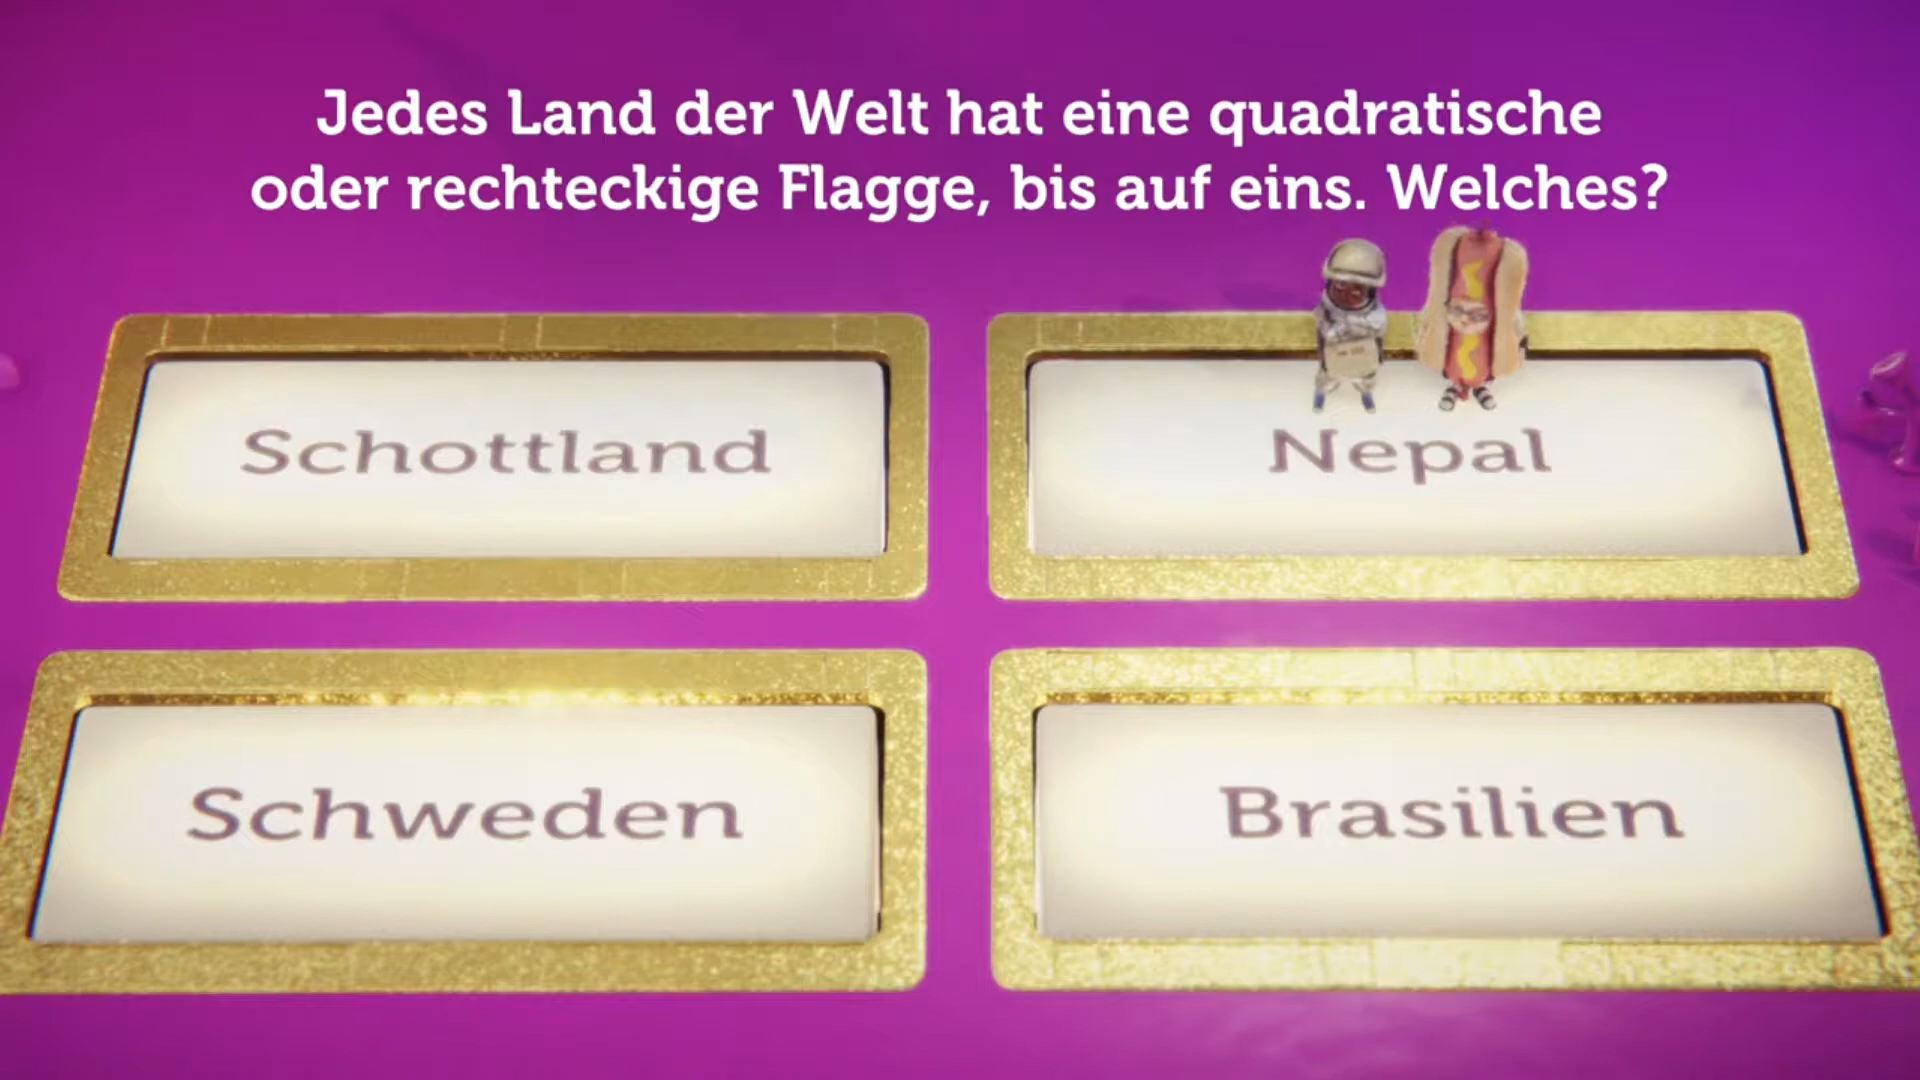 Jedes Land der Welt hat eine quadratische
oder rechteckige Flagge, bis auf eins. Welches?
Schottland
Nepal
Schweden
Brasilien